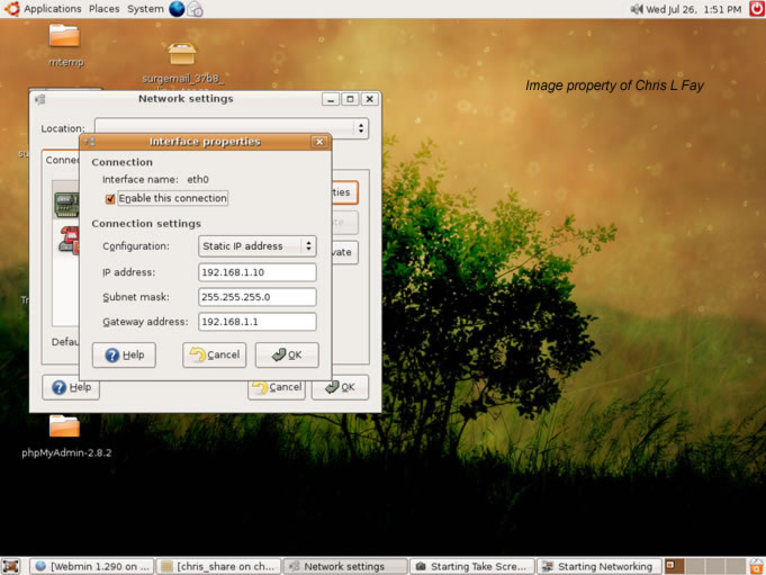 Applications Places System
Wed Jul 26, 1:51 PM
mtemp
surgemail_37b8_
Image property of Chris L Fay
Network settings
Location:
Interface properties
Connec
Connection
Interface name: eth0
Enable this connection
ties
Connection settings
Configuration: Static IP address
vate
IP address: 192.168.1.10
Subnet mask: 255.255.255.0
Gateway address: 192.168.1.1
Defau
Help Cancel OK
Help Cancel OK
phpMyAdmin-2.8.2
[Webmin 1.290 on ... [chris_share on ch... Network settings Starting Take Scre... Starting Networking